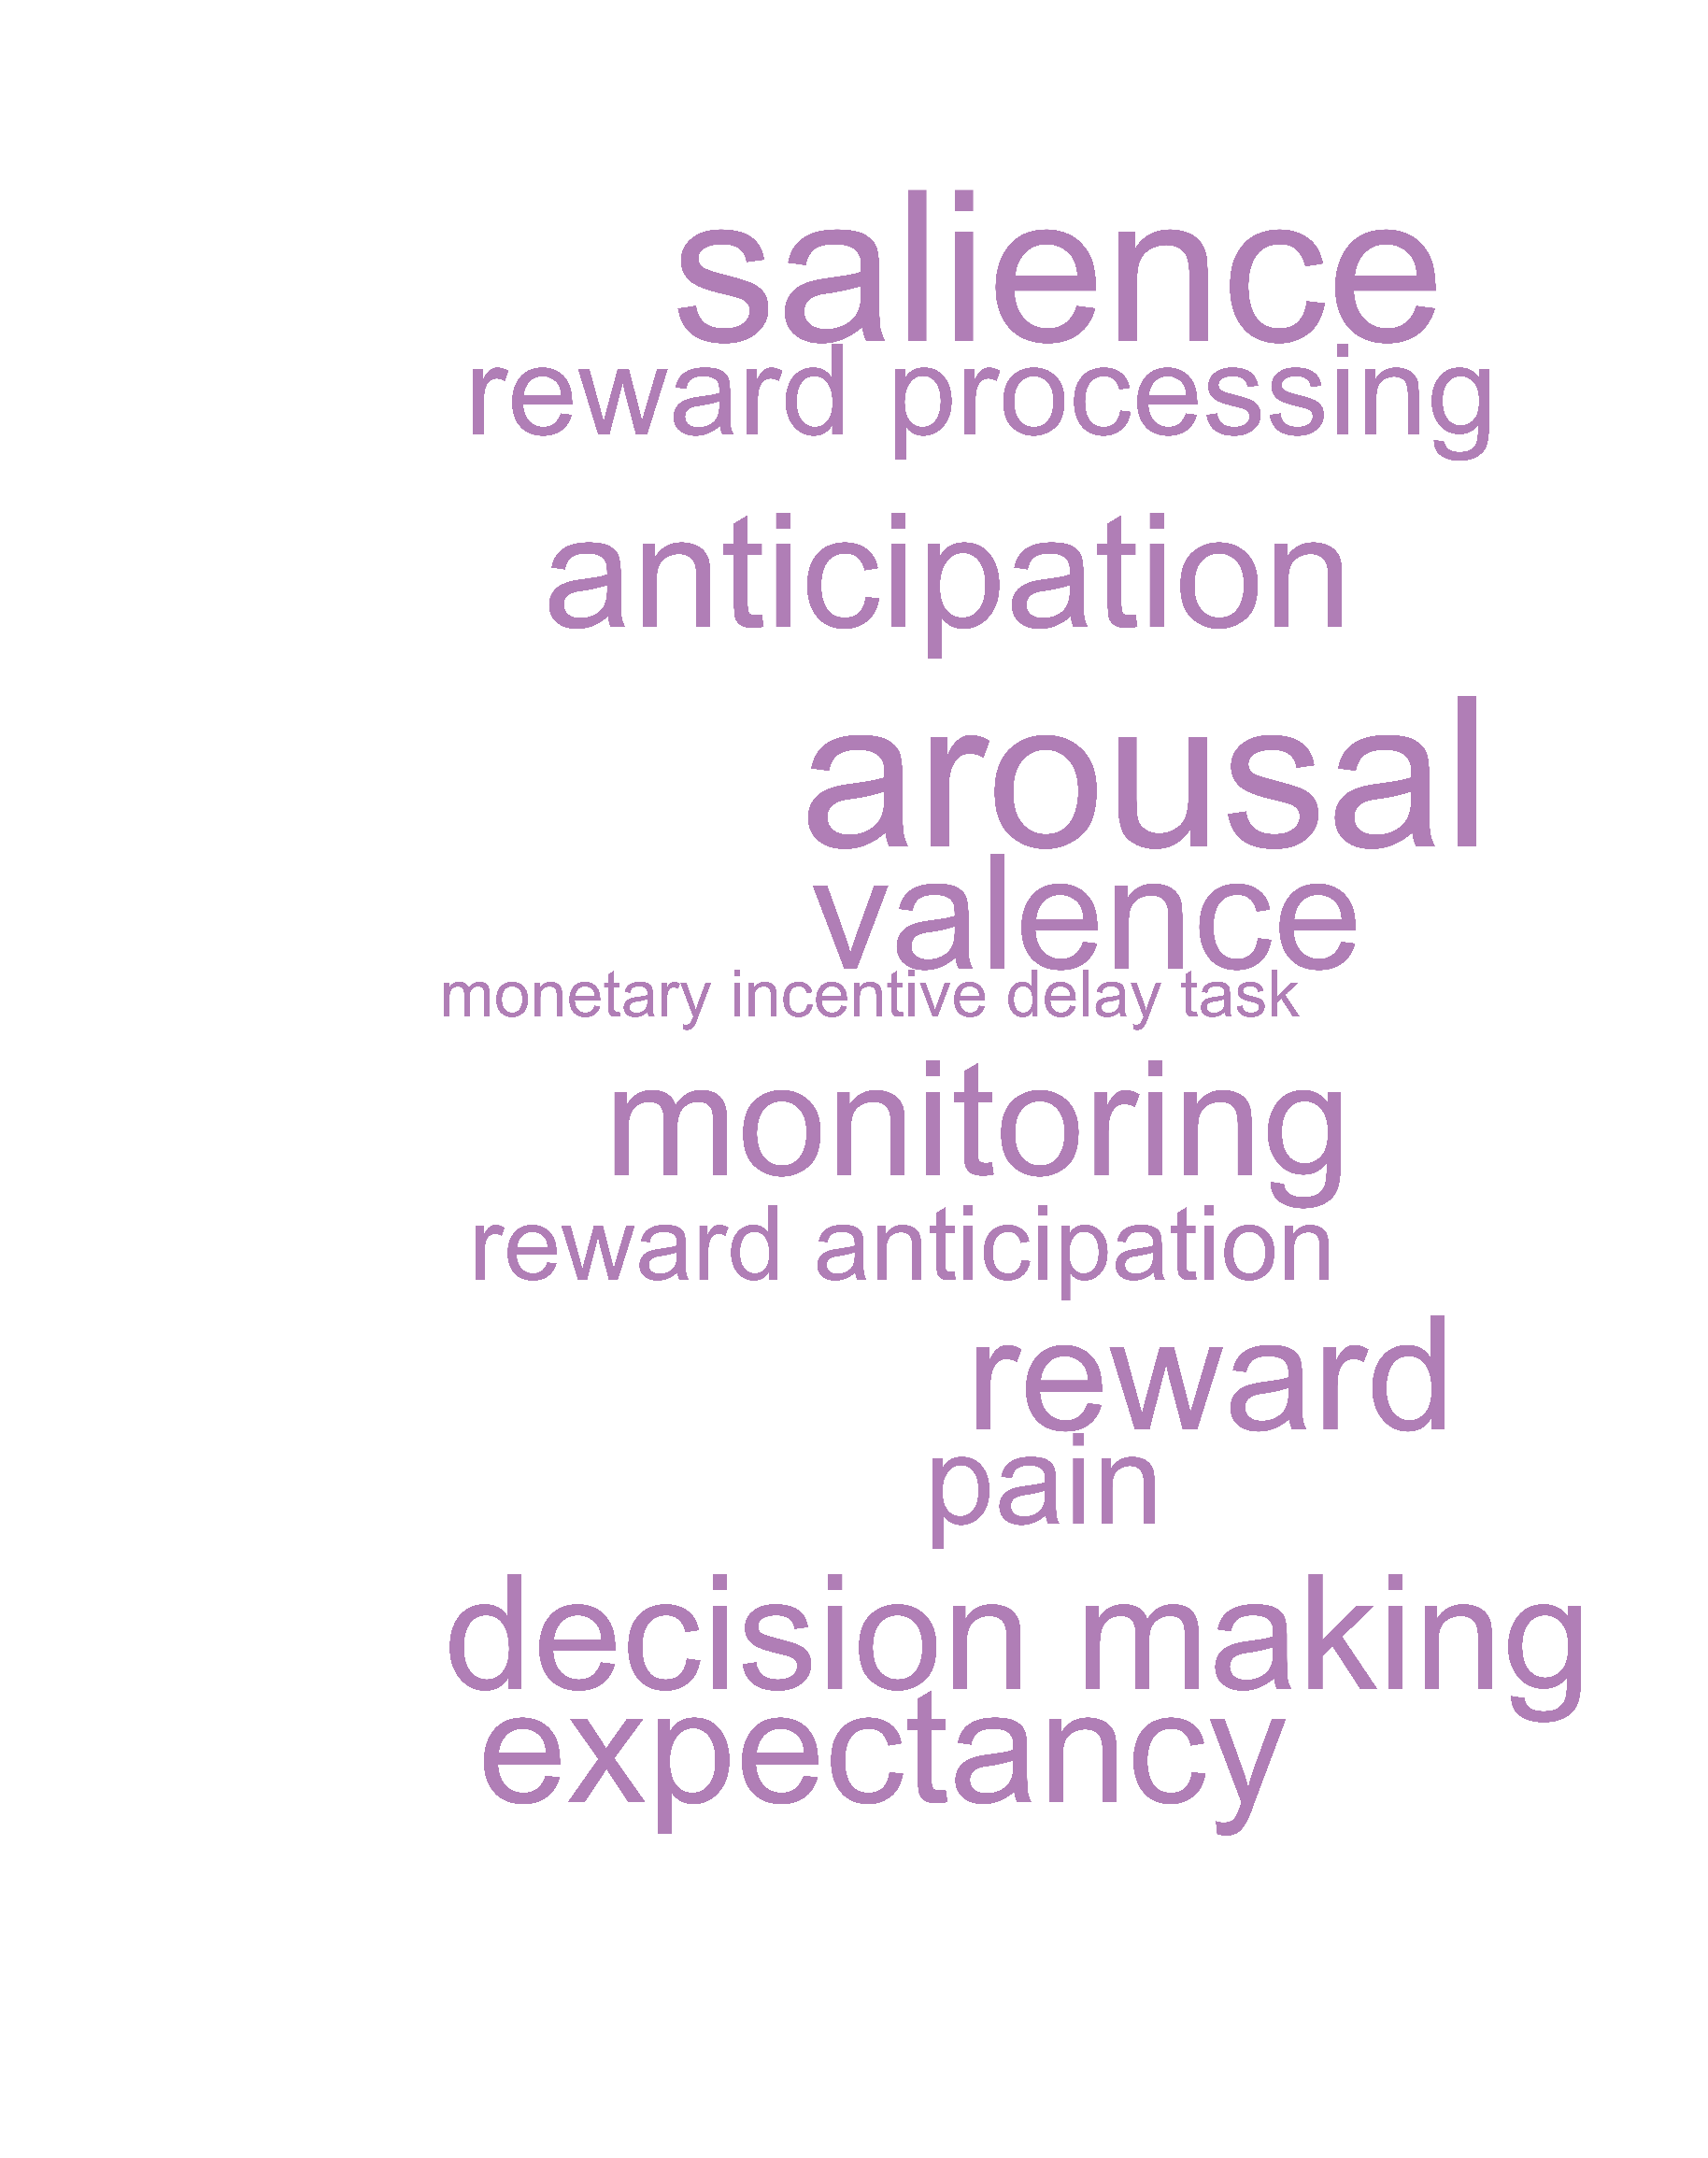 salience
reward processing
anticipation
arousal
valence
monetary incentive delay task
monitoring
reward anticipation
reward
pain
decision making
expectancy